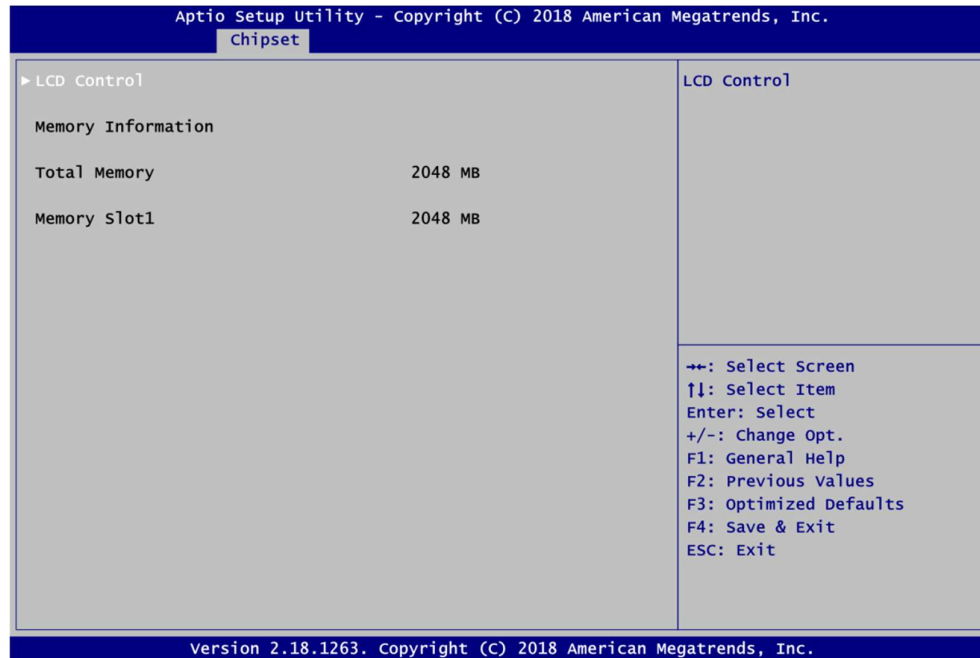 Aptio Setup Utility - Copyright (C) 2018 American Megatrends, Inc.
Chipset
►LCD Control
Memory Information
Total Memory 2048 MB
Memory Slot1 2048 MB
LCD Control
→←: Select Screen
↑↓: Select Item
Enter: Select
+/-: Change Opt.
F1: General Help
F2: Previous Values
F3: Optimized Defaults
F4: Save & Exit
ESC: Exit
Version 2.18.1263. Copyright (C) 2018 American Megatrends, Inc.